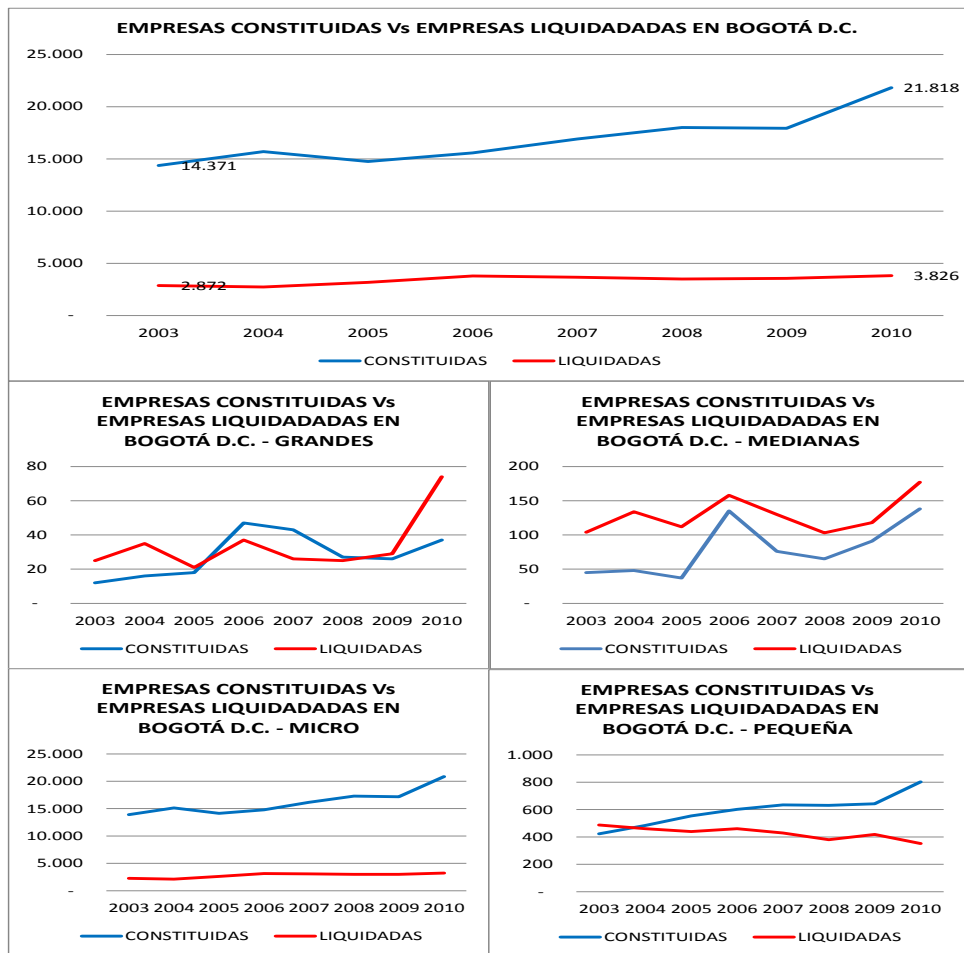 EMPRESAS CONSTITUIDAS Vs EMPRESAS LIQUIDADADAS EN BOGOTÁ D.C.
25.000
20.000
15.000
10.000
5.000
-
21.818
14.371
2.872
3.826
2003 2004 2005 2006 2007 2008 2009 2010
CONSTITUIDAS LIQUIDADAS
EMPRESAS CONSTITUIDAS Vs
EMPRESAS LIQUIDADADAS EN
BOGOTÁ D.C. - GRANDES
80
60
40
20
-
2003 2004 2005 2006 2007 2008 2009 2010
CONSTITUIDAS LIQUIDADAS
EMPRESAS CONSTITUIDAS Vs
EMPRESAS LIQUIDADADAS EN
BOGOTÁ D.C. - MEDIANAS
200
150
100
50
-
2003 2004 2005 2006 2007 2008 2009 2010
CONSTITUIDAS LIQUIDADAS
EMPRESAS CONSTITUIDAS Vs
EMPRESAS LIQUIDADADAS EN
BOGOTÁ D.C. - MICRO
25.000
20.000
15.000
10.000
5.000
-
2003 2004 2005 2006 2007 2008 2009 2010
CONSTITUIDAS LIQUIDADAS
EMPRESAS CONSTITUIDAS Vs
EMPRESAS LIQUIDADADAS EN
BOGOTÁ D.C. - PEQUEÑA
1.000
800
600
400
200
-
2003 2004 2005 2006 2007 2008 2009 2010
CONSTITUIDAS LIQUIDADAS